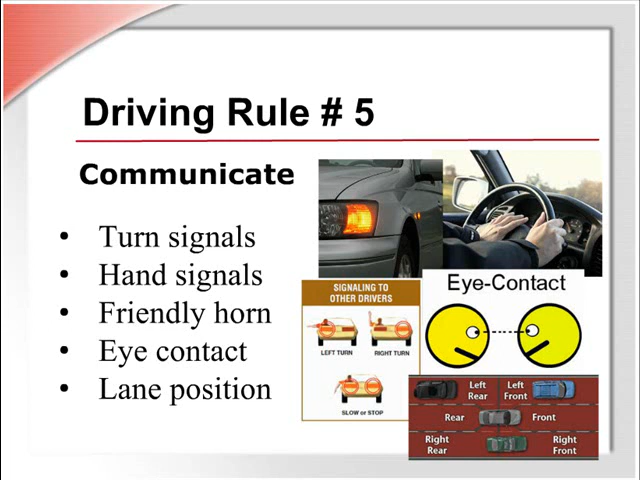 Driving Rule # 5
Communicate
• Turn signals
• Hand signals
• Friendly horn
• Eye contact
• Lane position
SIGNALING TO
OTHER DRIVERS
LEFT TURN RIGHT TURN
SLOW or STOP
Eye-Contact
Left Rear Left Front
Rear Front
Right Rear Right Front